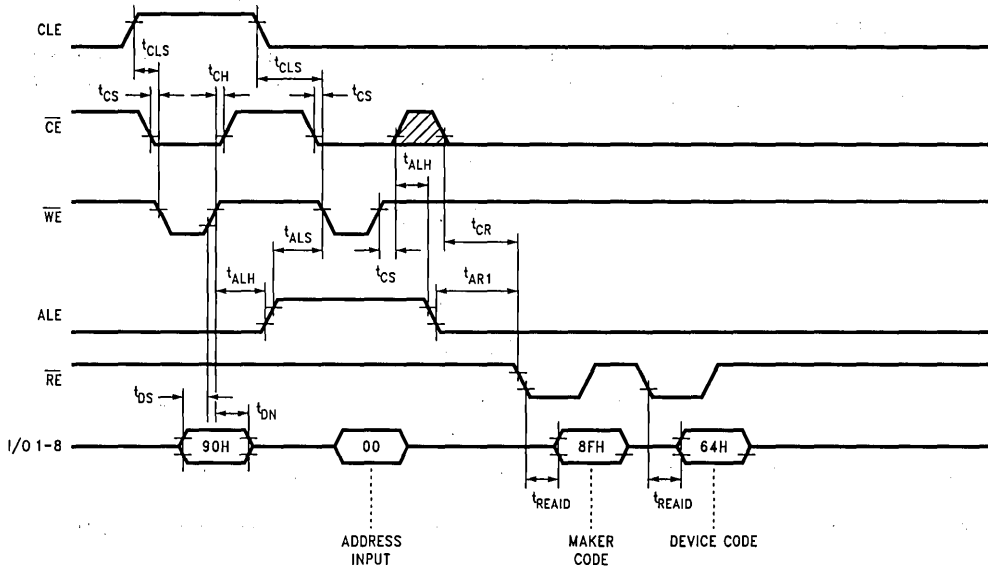 CLE
tCLS
tCH
tCLS
tCS
tCS
CE
tALH
WE
tALS
tCR
tALH
tCS
tAR1
ALE
RE
tDS
tDN
I/O 1-8
90H
00
8FH
64H
tREAID
tREAID
ADDRESS
INPUT
MAKER
CODE
DEVICE CODE